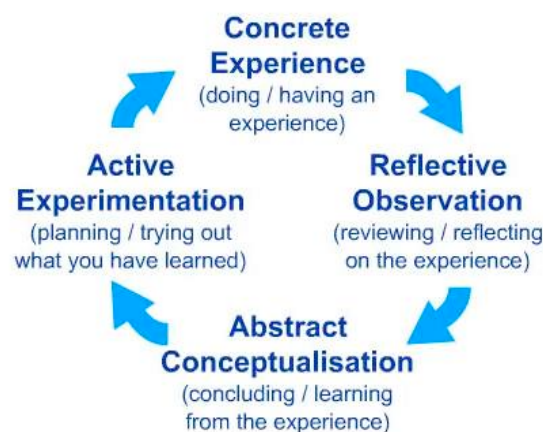 Concrete
Experience
(doing / having an
experience)
Active
Experimentation
(planning / trying out
what you have learned)
Reflective
Observation
(reviewing / reflecting
on the experience)
Abstract
Conceptualisation
(concluding / learning
from the experience)